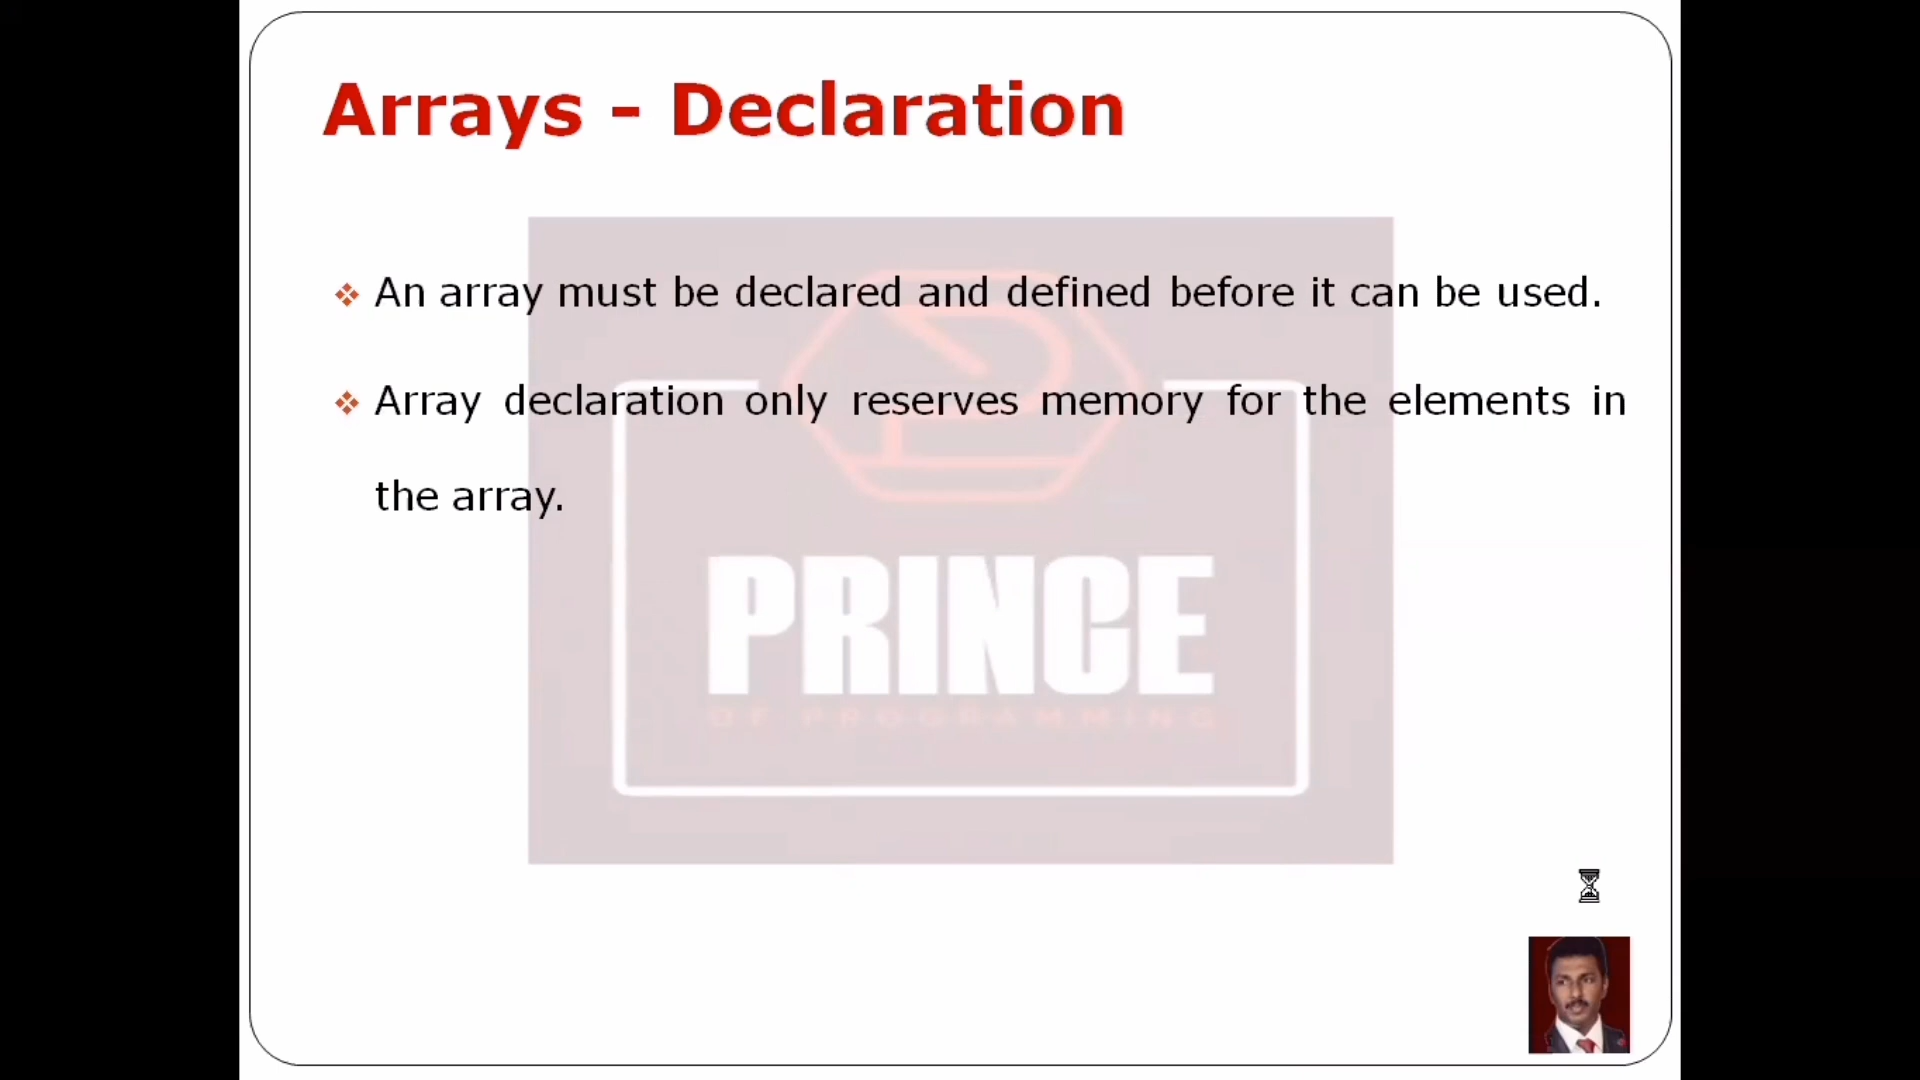 Arrays - Declaration
An array must be declared and defined before it can be used.
Array declaration only reserves memory for the elements in
the array.
PRINCE
OF PROGRAMMING